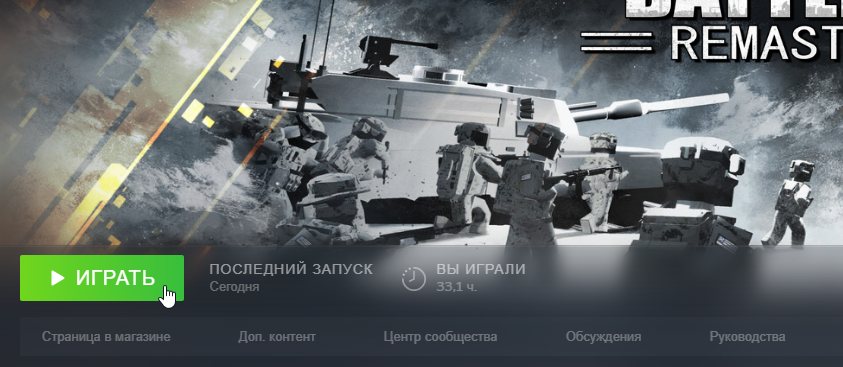 REMAST
ИГРАТЬ
ПОСЛЕДНИЙ ЗАПУСК
Сегодня
ВЫ ИГРАЛИ
33,1 ч.
Страница в магазине
Доп. контент
Центр сообщества
Обсуждения
Руководства